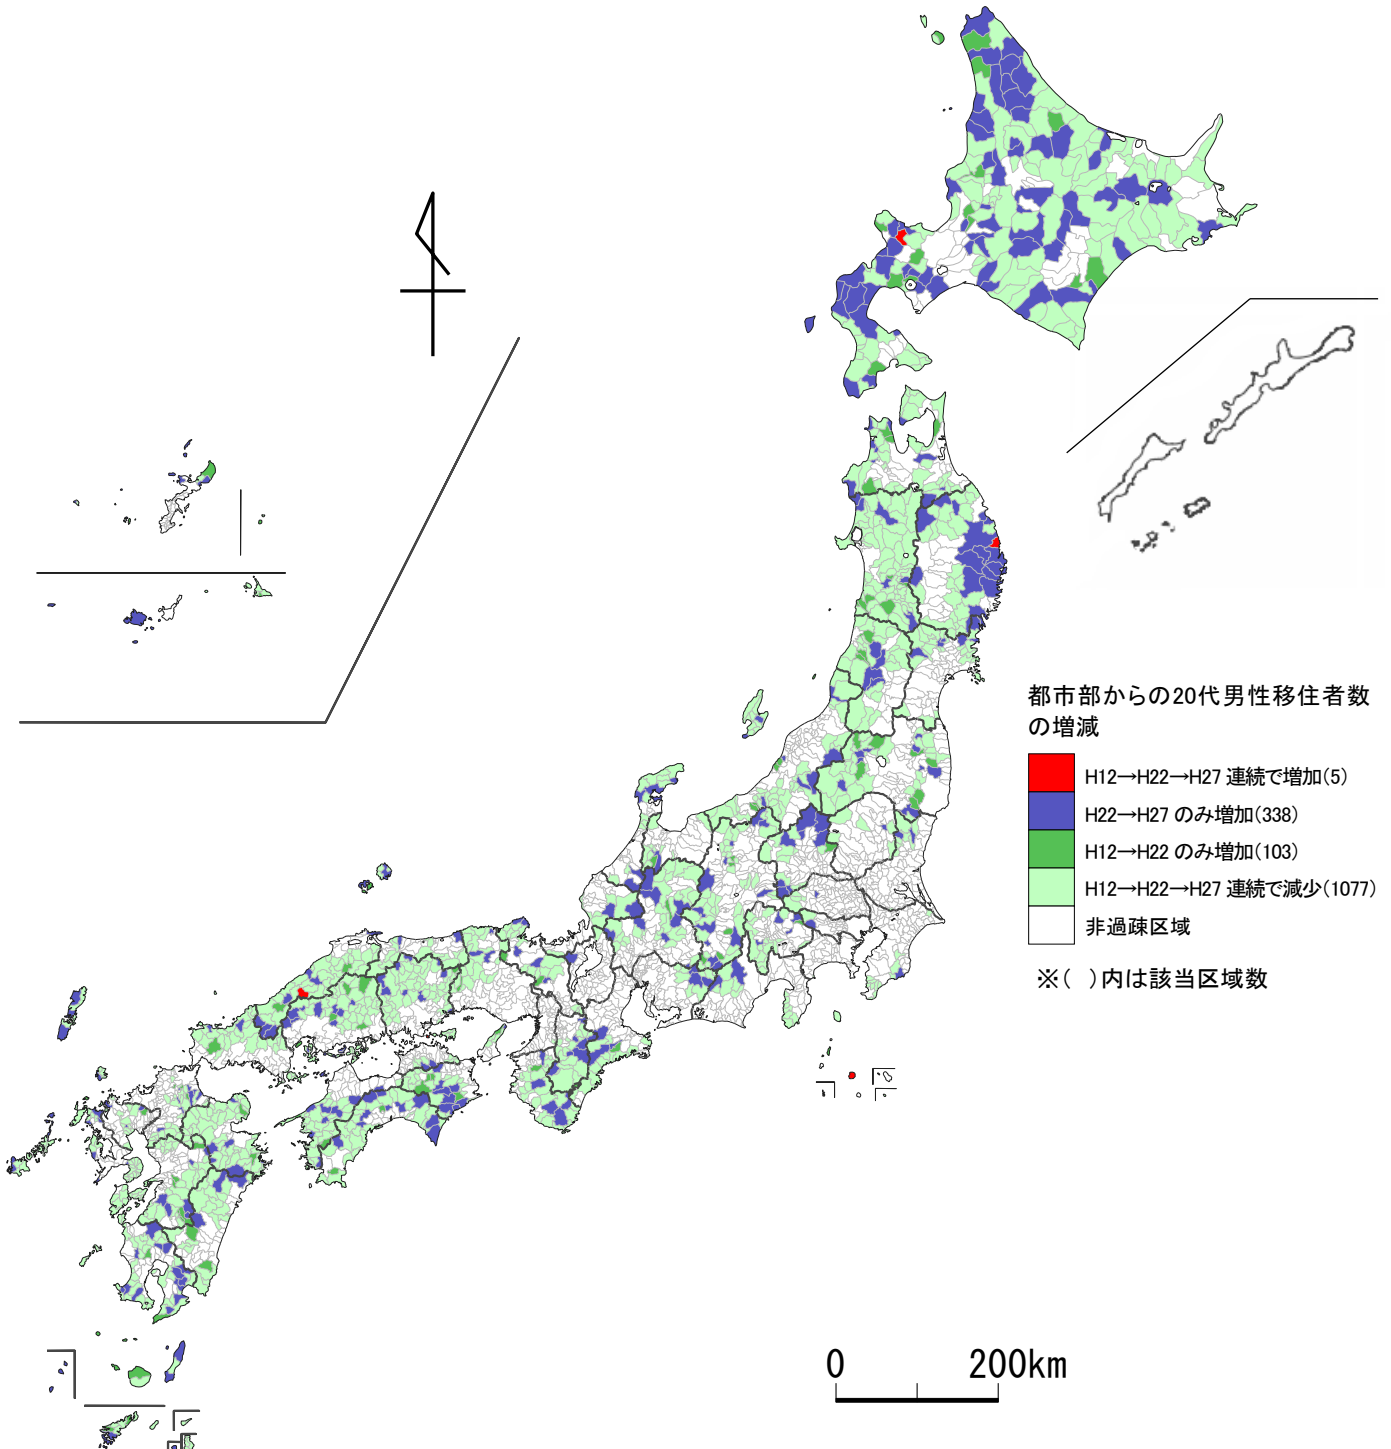 都市部からの20代男性移住者数
の増減
H12→H22→H27 連続で増加(5)
H22→H27 のみ増加(338)
H12→H22 のみ増加(103)
H12→H22→H27 連続で減少(1077)
非過疎区域
※( )内は該当区域数
0 200km